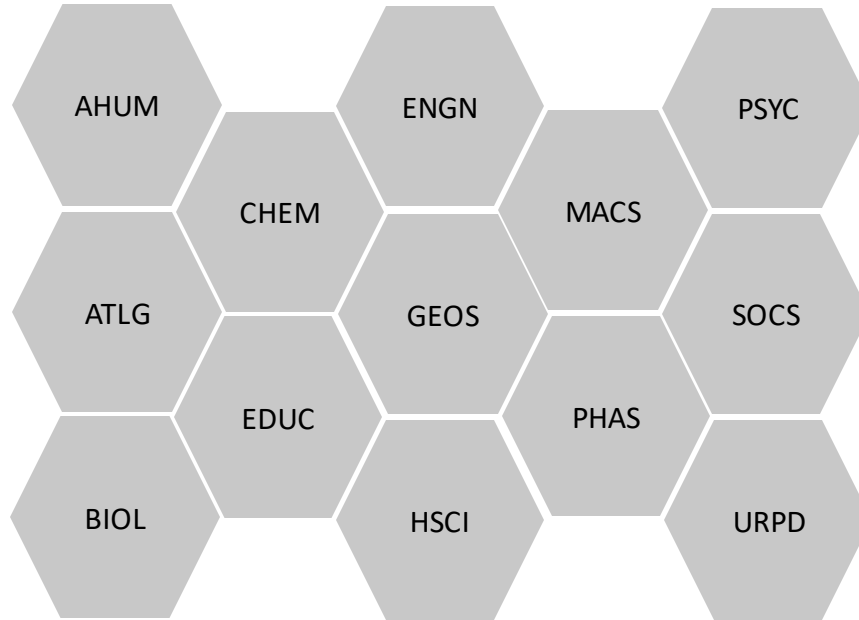 AHUM
ENGN
PSYC
CHEM
MACS
ATLG
GEOS
SOCS
EDUC
PHAS
BIOL
HSCI
URPD